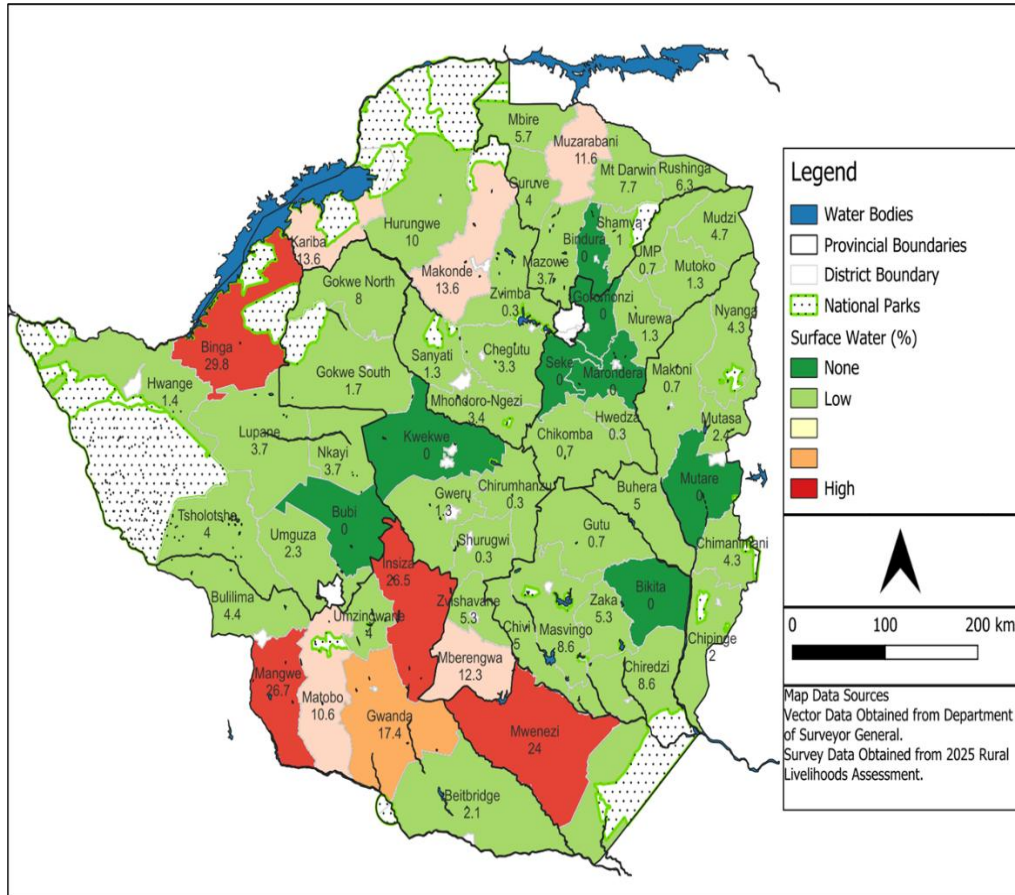 Mbire
5.7
Muzarabani
11.6
Mt Darwin
7.7
Rushinga
6.3
Guruve
4
Hurungwe
10
Kariba
13.6
Makonde
13.6
Shamva
1
Bindura
0
Mudzi
4.7
UMP
0.7
Mutoko
1.3
Mazowe
3.7
Zvimba
0.3
Goromonzi
0
Murewa
1.3
Nyanga
4.3
Gokwe North
8
Binga
29.8
Sanyati
1.3
Chegutu
3.3
Seke
0
Marondera
0
Makoni
0.7
Hwange
1.4
Gokwe South
1.7
Mhondoro-Ngezi
3.4
Hwedza
0.3
Mutasa
2.4
Lupane
3.7
Nkayi
3.7
Kwekwe
0
Chikomba
0.7
Mutare
0
Buhera
5
Chirumhanzu
0.3
Gweru
1.3
Tsholotsho
4
Bubi
0
Umguza
2.3
Gutu
0.7
Shurugwi
0.3
Chimanimani
4.3
Insiza
26.5
Bikita
0
Zaka
5.3
Bulilima
4.4
Umzingwane
4
Zvishavane
5.3
Chivi
5
Masvingo
8.6
Chipinge
2
Mangwe
26.7
Matobo
10.6
Mberengwa
12.3
Chiredzi
8.6
Gwanda
17.4
Mwenezi
24
Beitbridge
2.1
Legend
Water Bodies
Provincial Boundaries
District Boundary
National Parks
Surface Water (%)
None
Low
High
0 100 200 km
Map Data Sources
Vector Data Obtained from Department
of Surveyor General.
Survey Data Obtained from 2025 Rural
Livelihoods Assessment.